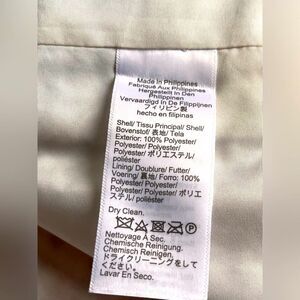 Made In Philippines
Fabriqué Aux Philippines
Hergestellt In Den
Philippinen
Vervaardigd In De Filippijnen
フィリピン製
hecho en filipinas
Shell/ Tissu Principal/ Shell/
Bovenstof/ 表地/ Tela
Exterior: 100% Polyester/
Polyester/ Polyester/
Polyester/ ポリエステル/
poliéster
Lining/ Doublure/ Futter/
Voering/ 裏地/ Forro: 100%
Polyester/ Polyester/
Polyester/ Polyester/ ポリエ
ステル/ poliéster
Dry Clean.
P
Nettoyage À Sec.
Chemische Reinigung.
Chemisch Reinigen.
ドライクリーニングをして
ください。
Lavar En Seco.